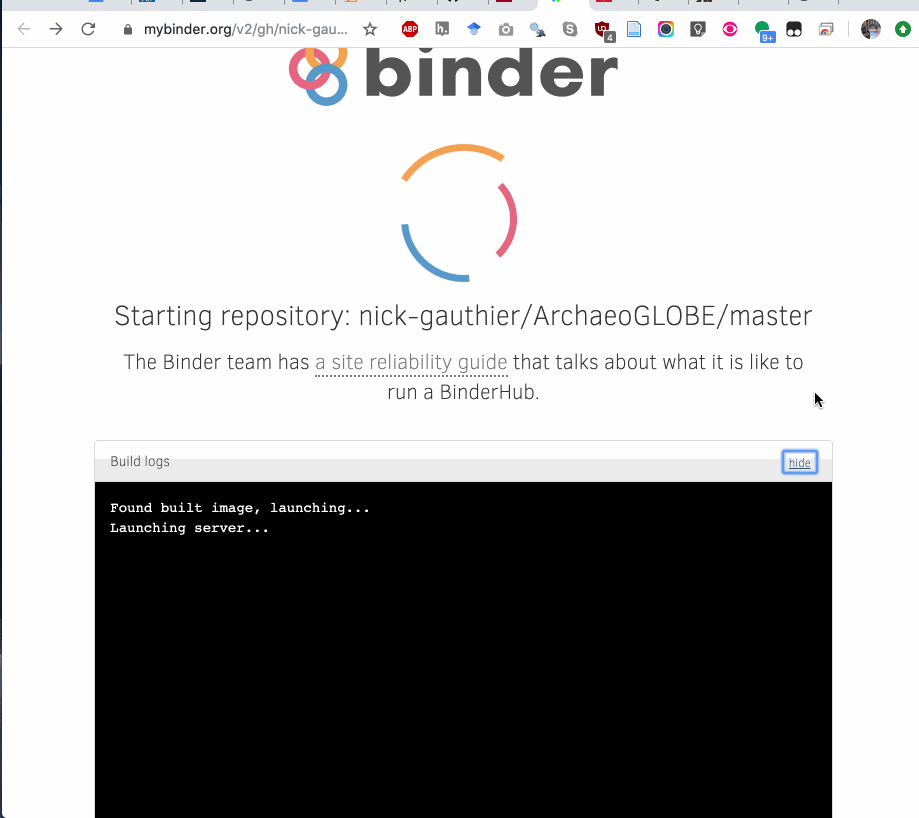 mybinder.org/v2/gh/nick-gau...
ABP
h.
4
9+
binder
Starting repository: nick-gauthier/ArchaeoGLOBE/master
The Binder team has a site reliability guide that talks about what it is like to
run a BinderHub.
Build logs
hide
Found built image, launching...
Launching server...